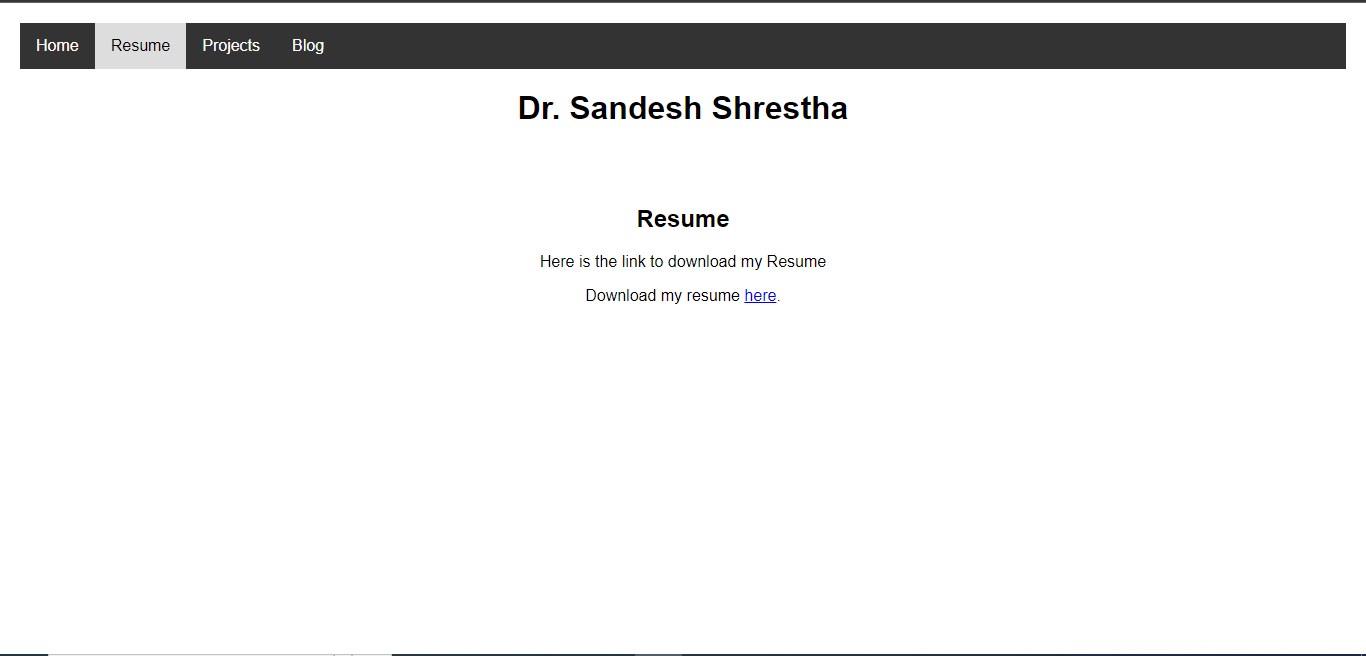 Home Resume Projects Blog
Dr. Sandesh Shrestha
Resume
Here is the link to download my Resume
Download my resume here.